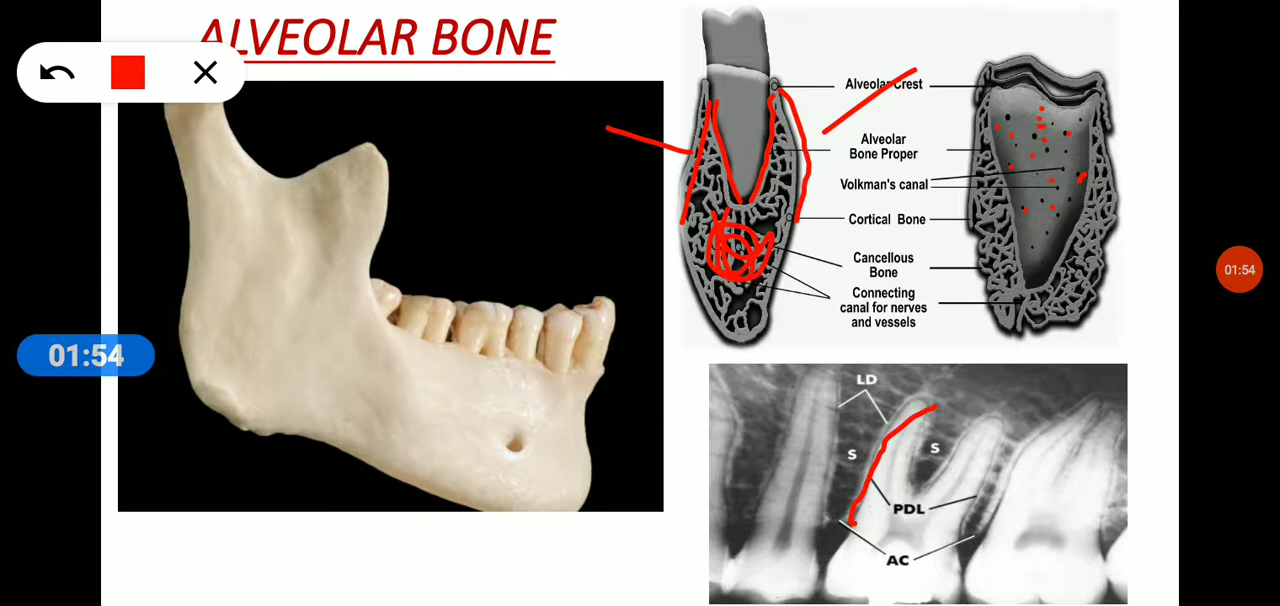 ALVEOLAR BONE
Alveolar Crest
Alveolar
Bone Proper
Volkman's canal
Cortical Bone
Cancellous
Bone
Connecting
canal for nerves
and vessels
01:54
01:54
LD
S
S
PDL
AC